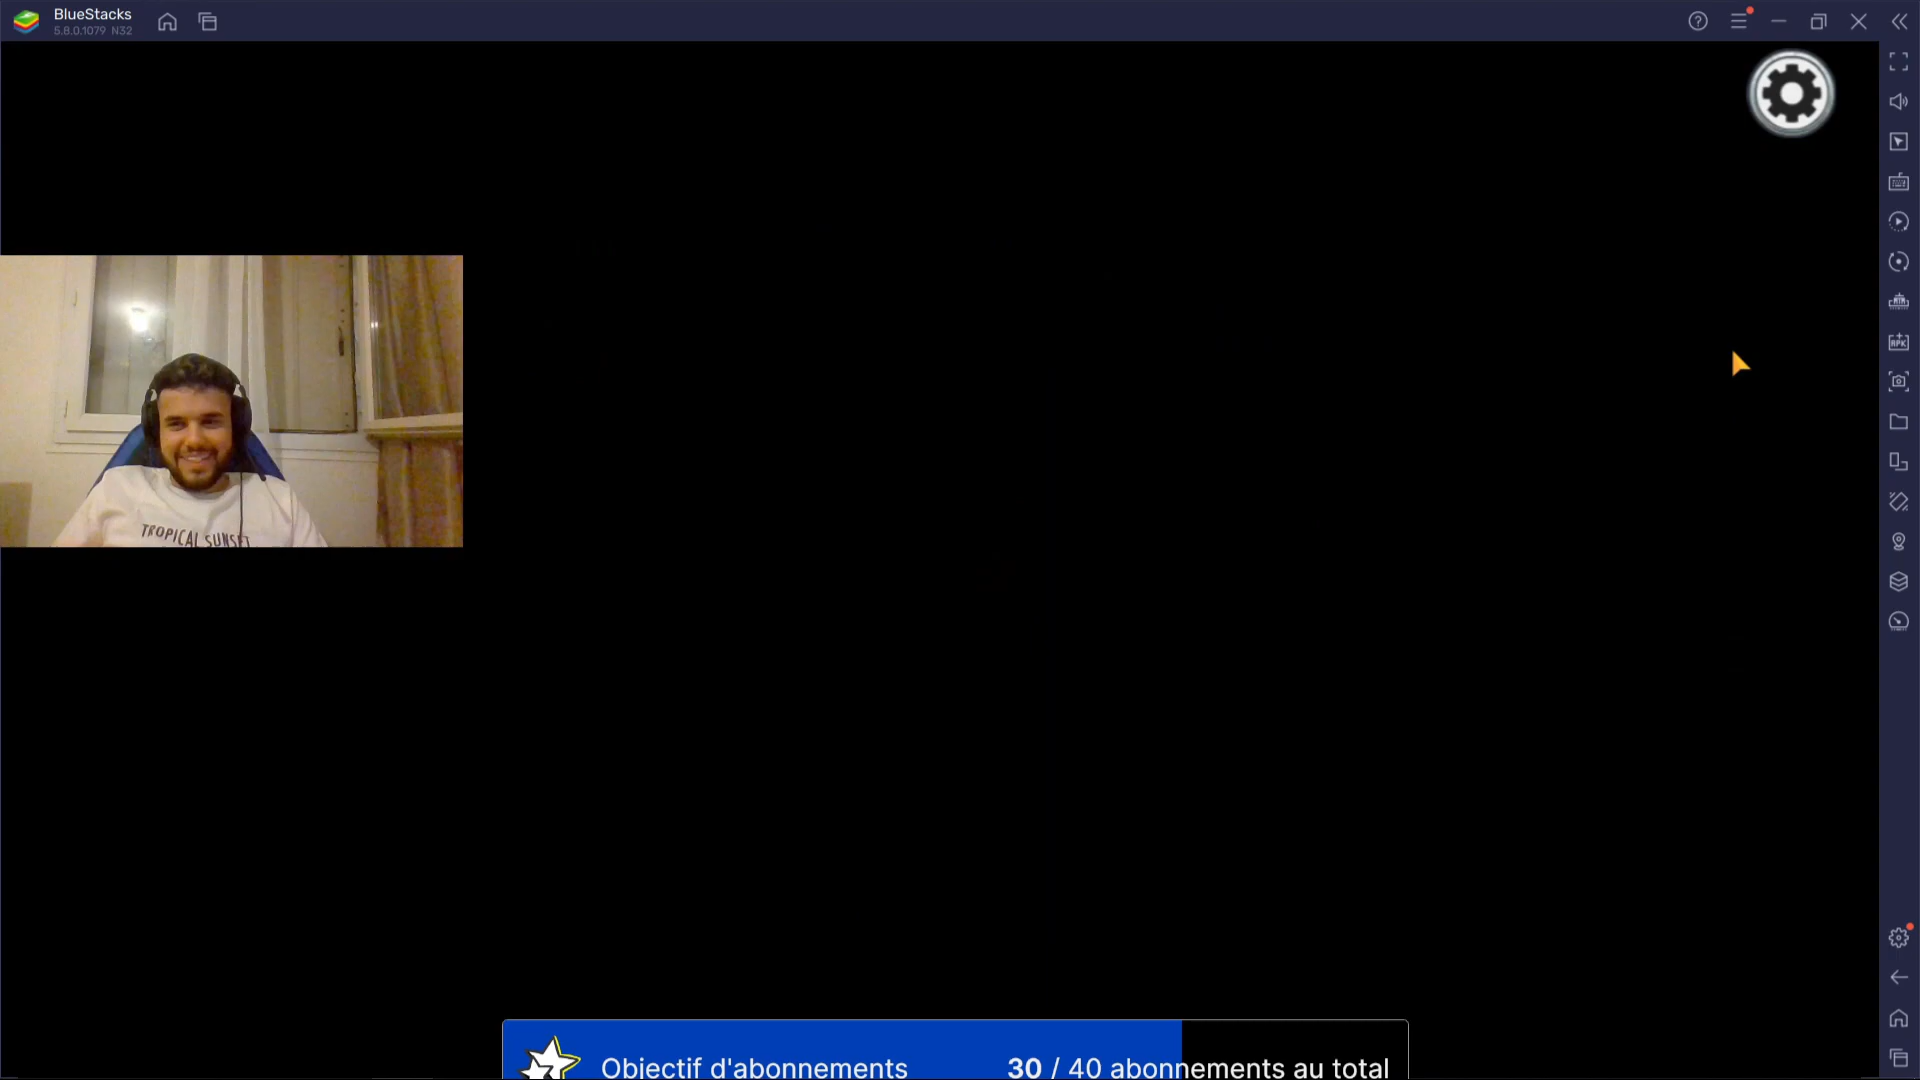 BlueStacks
5.8.0.1079 N32
TROPICAL SUNSET
Objectif d'abonnements
30 / 40 abonnements au total